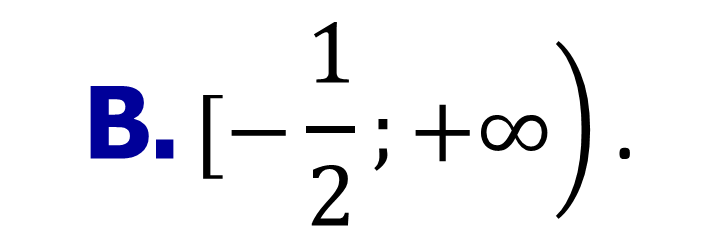 B. [−1/2; +∞).